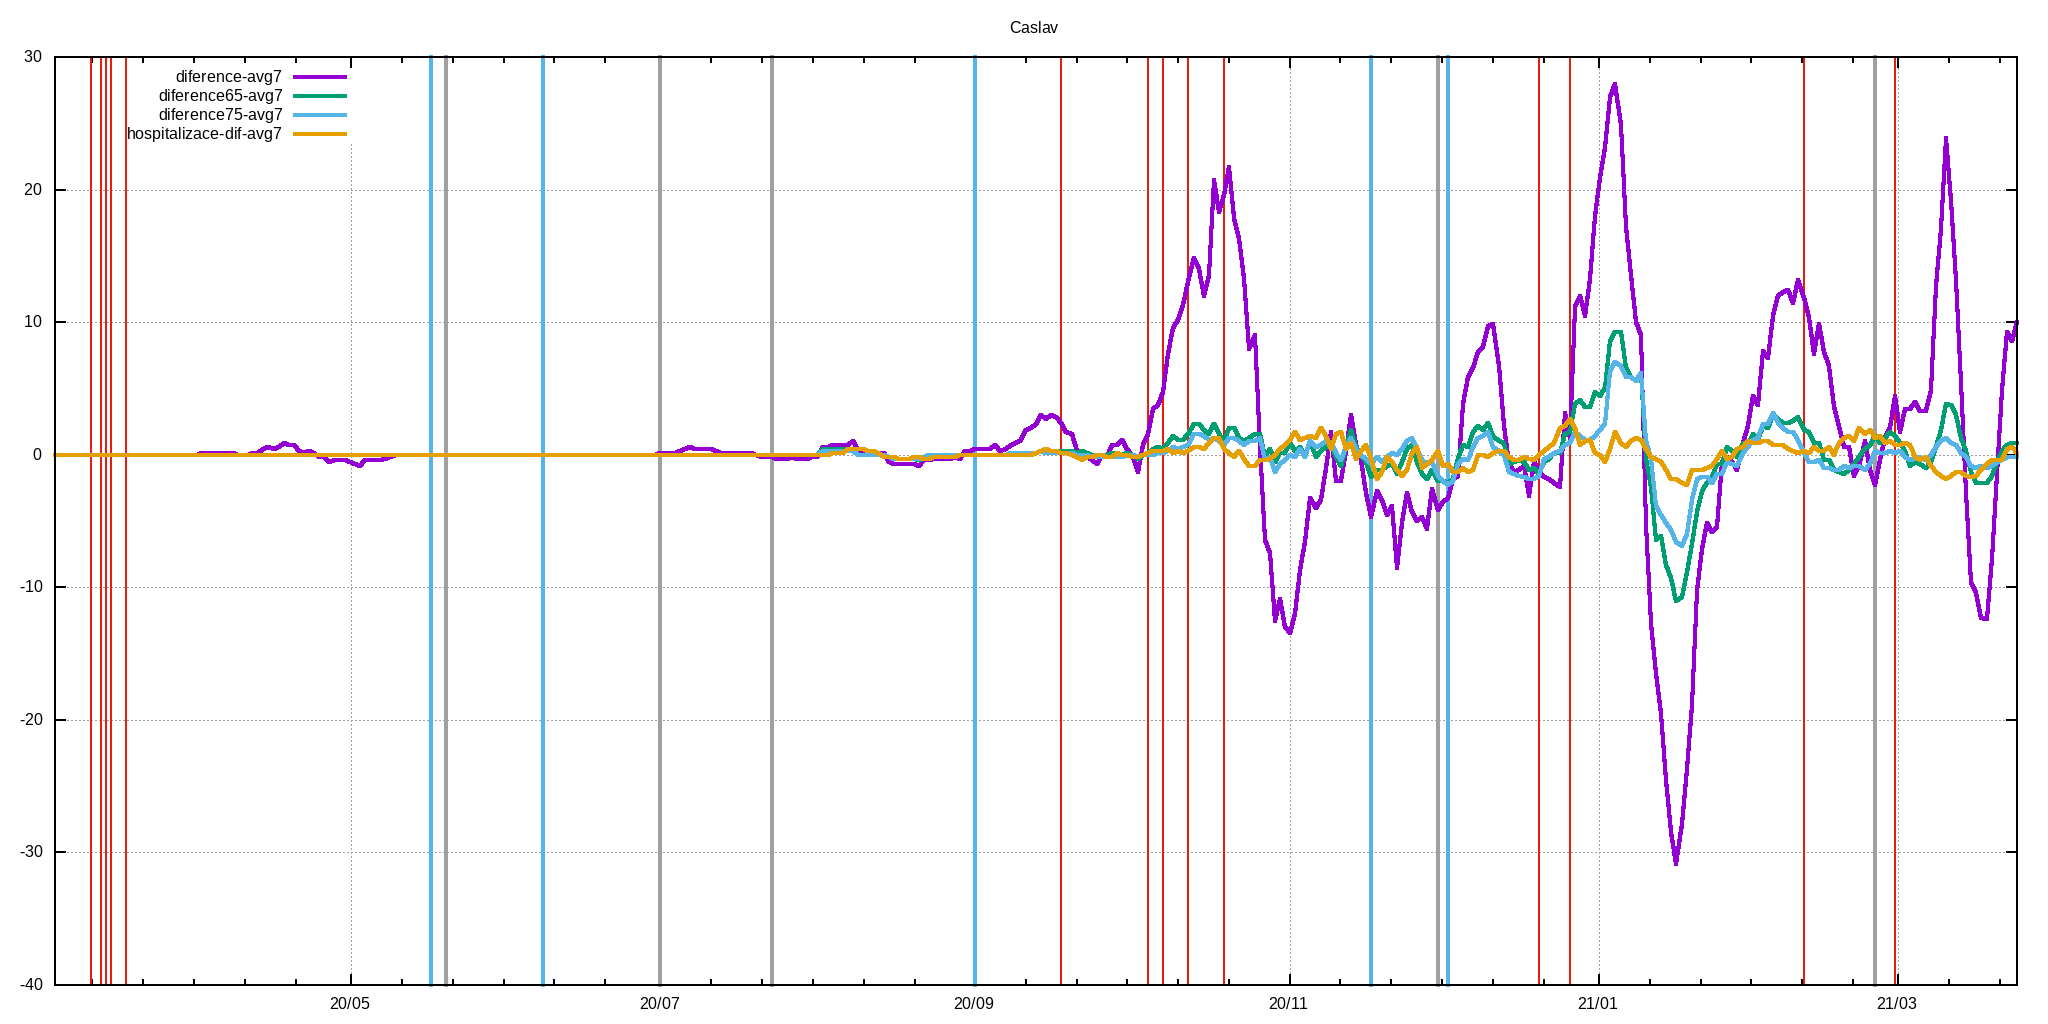 Caslav
30
diference-avg7
diference65-avg7
diference75-avg7
hospitalizace-dif-avg7
20
10
0
-10
-20
-30
-40
20/05 20/07 20/09 20/11 21/01 21/03